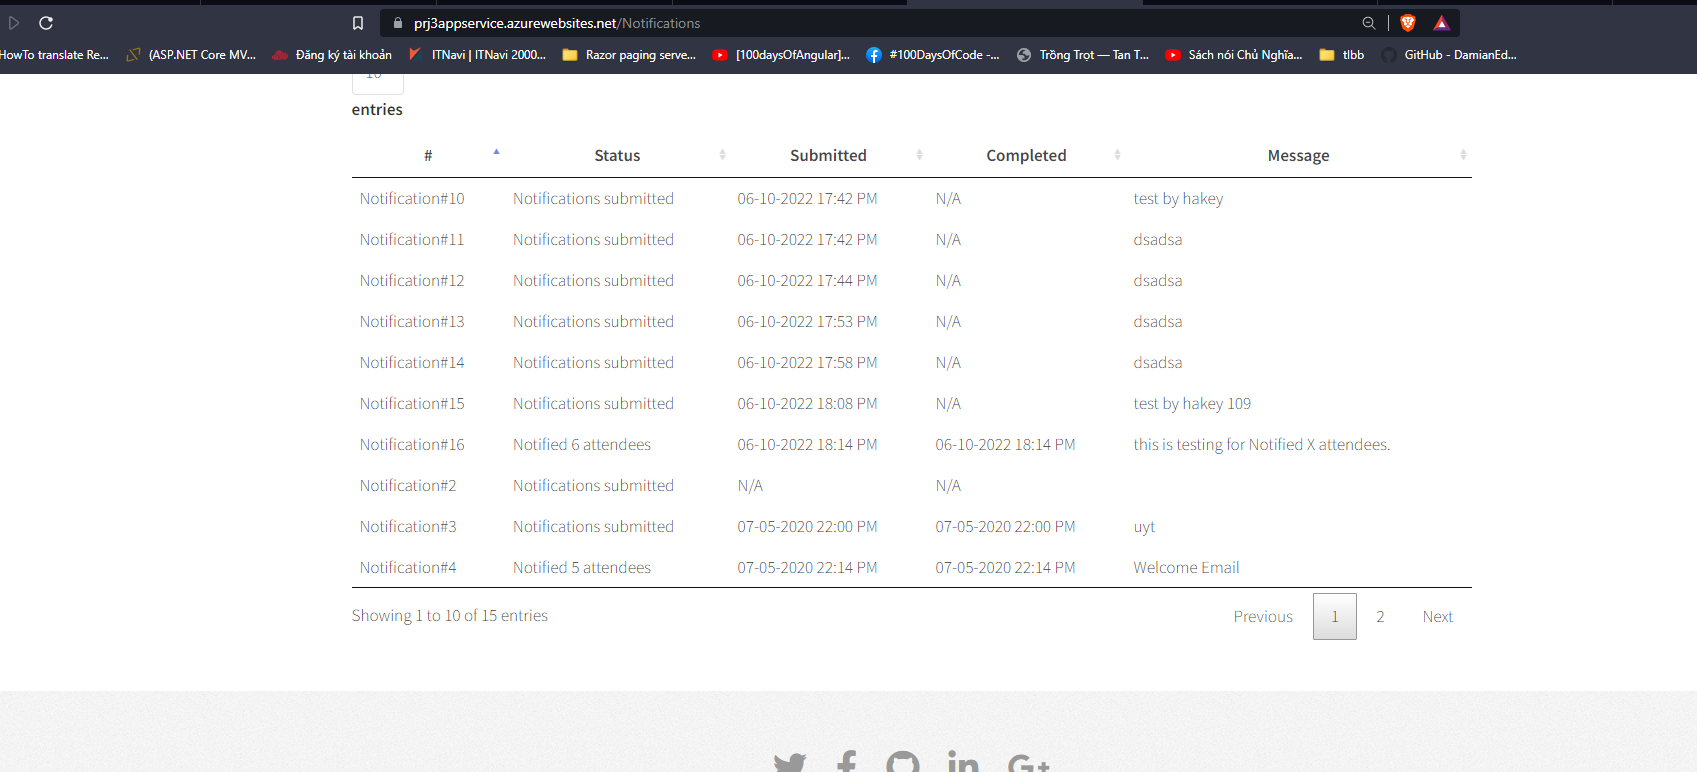 prj3appservice.azurewebsites.net/Notifications
HowTo translate Re... (ASP.NET Core MV... Đăng ký tài khoản ITNavi | ITNavi 2000... Razor paging serve... [100daysOfAngular]... #100DaysOfCode -... Trồng Trọt — Tan T... Sách nói Chủ Nghĩa... tlbb GitHub - DamianEd...
10
entries
# Status Submitted Completed Message
Notification#10 Notifications submitted 06-10-2022 17:42 PM N/A test by hakey
Notification#11 Notifications submitted 06-10-2022 17:42 PM N/A dsadsa
Notification#12 Notifications submitted 06-10-2022 17:44 PM N/A dsadsa
Notification#13 Notifications submitted 06-10-2022 17:53 PM N/A dsadsa
Notification#14 Notifications submitted 06-10-2022 17:58 PM N/A dsadsa
Notification#15 Notifications submitted 06-10-2022 18:08 PM N/A test by hakey 109
Notification#16 Notified 6 attendees 06-10-2022 18:14 PM 06-10-2022 18:14 PM this is testing for Notified X attendees.
Notification#2 Notifications submitted N/A N/A
Notification#3 Notifications submitted 07-05-2020 22:00 PM 07-05-2020 22:00 PM uyt
Notification#4 Notified 5 attendees 07-05-2020 22:14 PM 07-05-2020 22:14 PM Welcome Email
Showing 1 to 10 of 15 entries Previous 1 2 Next